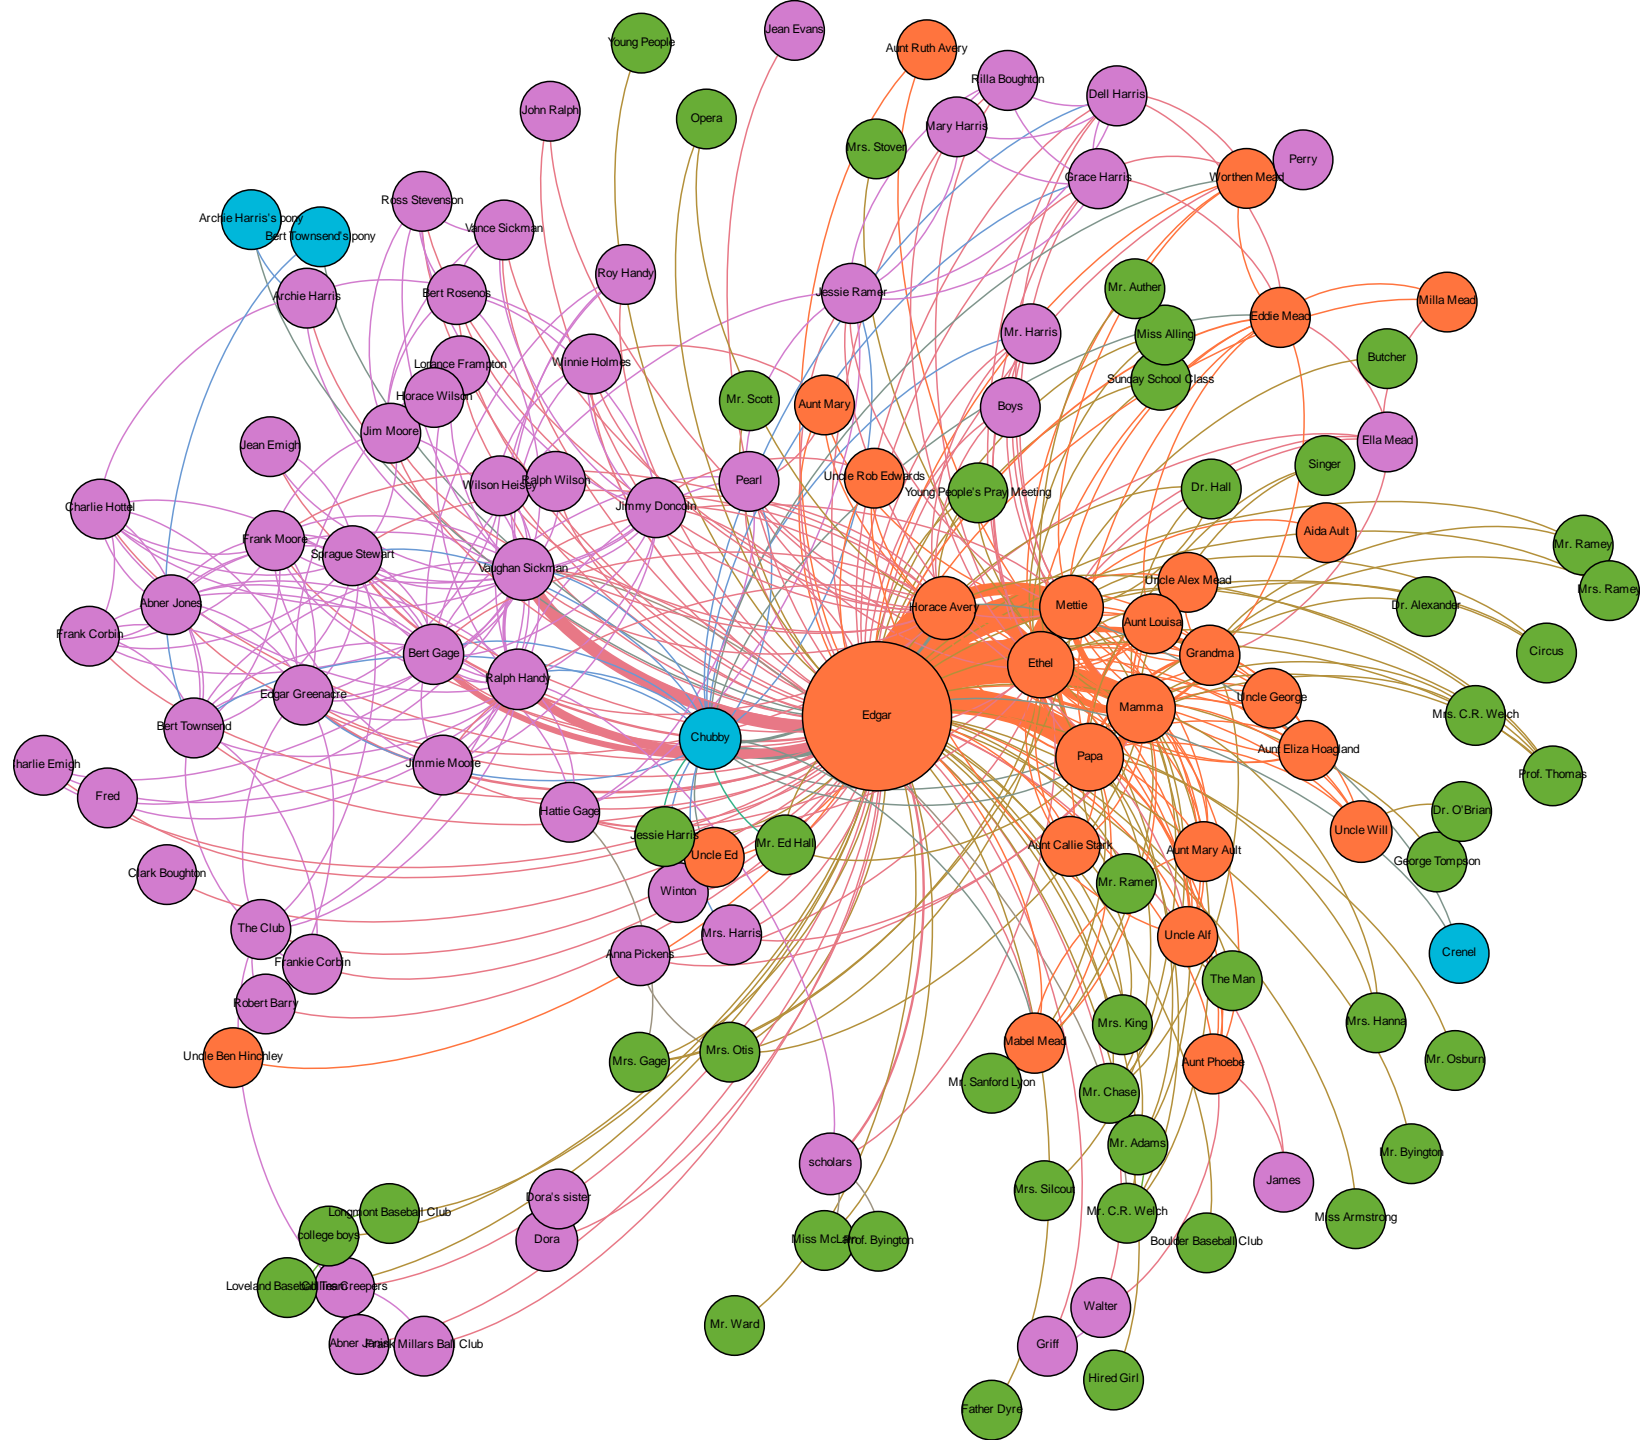 Jean Evans
Young People
Aunt Ruth Avery
Rilla Boughton
Dell Harris
John Ralph
Opera
Mary Harris
Mrs. Stover
Perry
Worthen Mead
Grace Harris
Ross Stevenson
Archie Harris's pony
Vance Sickman
Bert Townsend's pony
Roy Handy
Mr. Auther
Jessie Ramer
Bert Rosenos
Archie Harris
Milla Mead
Eddie Mead
Mr. Harris
Miss Alling
Butcher
Lorance Frampton
Winnie Holmes
Sunday School Class
Horace Wilson
Mr. Scott
Aunt Mary
Boys
Jim Moore
Ella Mead
Jean Emigh
Singer
Uncle Rob Edwards
Ralph Wilson
Pearl
Wilson Heisey
Dr. Hall
Young People's Pray Meeting
Charlie Hottel
Jimmy Doncoln
Aida Ault
Frank Moore
Mr. Ramey
Sprague Stewart
Vaughan Sickman
Uncle Alex Mead
Mrs. Ramey
Abner Jones
Mettie
Horace Avery
Dr. Alexander
Aunt Louisa
Frank Corbin
Circus
Bert Gage
Grandma
Ethel
Ralph Handy
Edgar Greenacre
Uncle George
Mamma
Mrs. C.R. Welch
Edgar
Bert Townsend
Chubby
Aunt Eliza Hoagland
Papa
harlie Emigh
Jimmie Moore
Prof. Thomas
Fred
Hattie Gage
Dr. O'Brian
Uncle Will
Jessie Harris
Mr. Ed Hall
Aunt Callie Stark
Aunt Mary Ault
Uncle Ed
George Tompson
Clark Boughton
Mr. Ramer
Winton
The Club
Mrs. Harris
Uncle Alf
Anna Pickens
Crenel
Frankie Corbin
The Man
Robert Barry
Mrs. Hanna
Mrs. King
Mabel Mead
Mrs. Otis
Uncle Ben Hinchley
Mrs. Gage
Mr. Osburn
Aunt Phoebe
Mr. Sanford Lyon
Mr. Chase
Mr. Adams
Mr. Byington
scholars
James
Mrs. Silcour
Dora's sister
Longmont Baseball Club
Mr. C.R. Welch
Miss Armstrong
college boys
Dora
Miss
Prof. Byington
Boulder Baseball Club
Loveland Baseball Team
Creepers
Walter
Mr. Ward
Abner
Frank Millars Ball Club
Griff
Hired Girl
Father Dyre